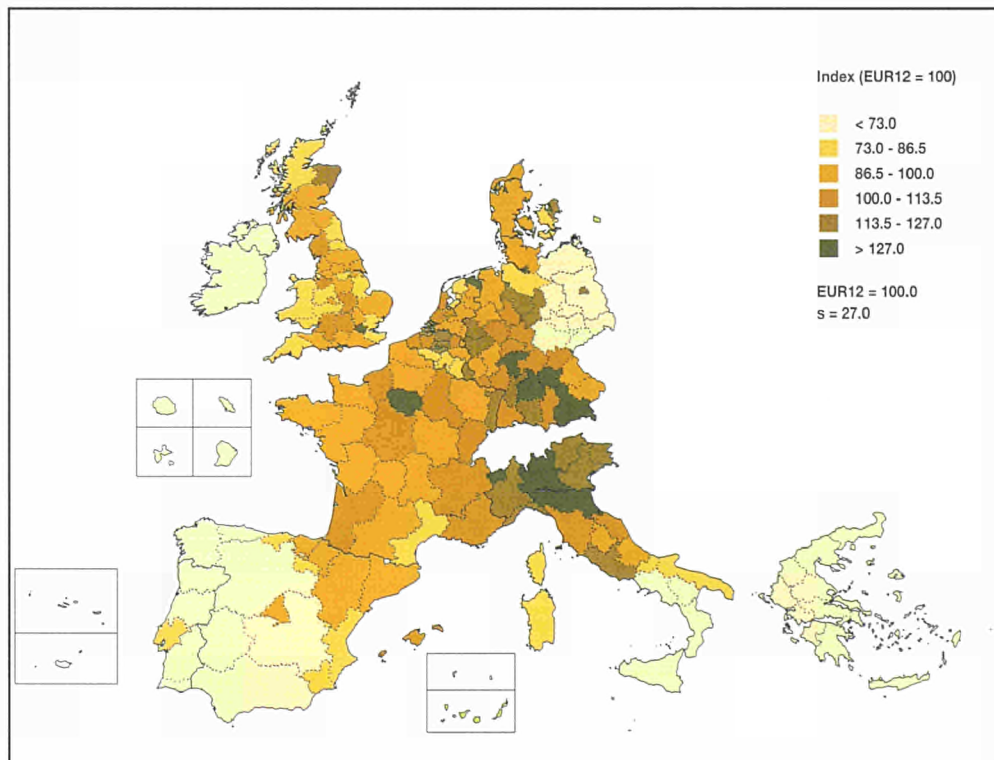 Index (EUR12 = 100)
< 73.0
73.0 - 86.5
86.5 - 100.0
100.0 - 113.5
113.5 - 127.0
> 127.0
EUR12 = 100.0
s = 27.0